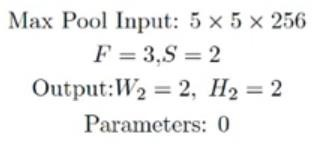 Max Pool Input: 5 × 5 × 256
F = 3,S = 2
Output:W₂ = 2, H₂ = 2
Parameters: 0